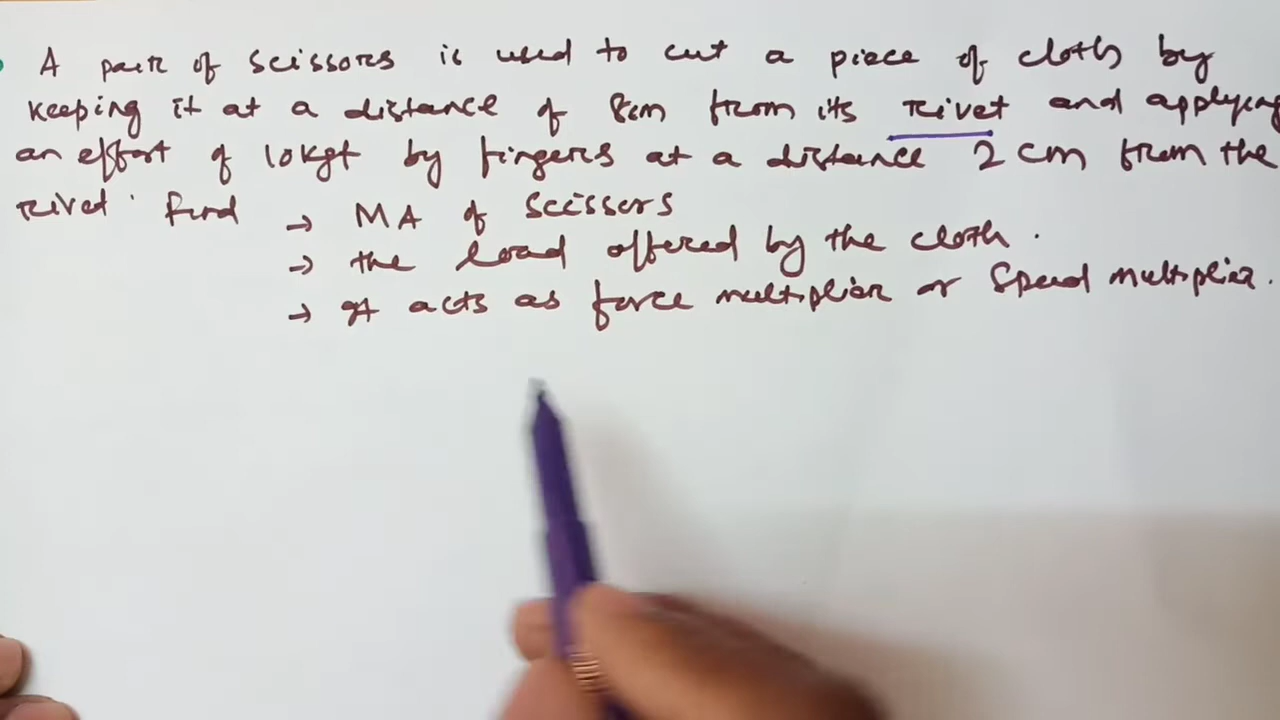 A pair of scissors is used to cut a piece of cloth by
keeping it at a distance of 8cm from its rivet and applying
an effort of 10kgf by fingers at a distance 2 cm from the
rivet. find → MA of scissors
→ the load offered by the cloth.
→ It acts as force multiplier or speed multiplier.